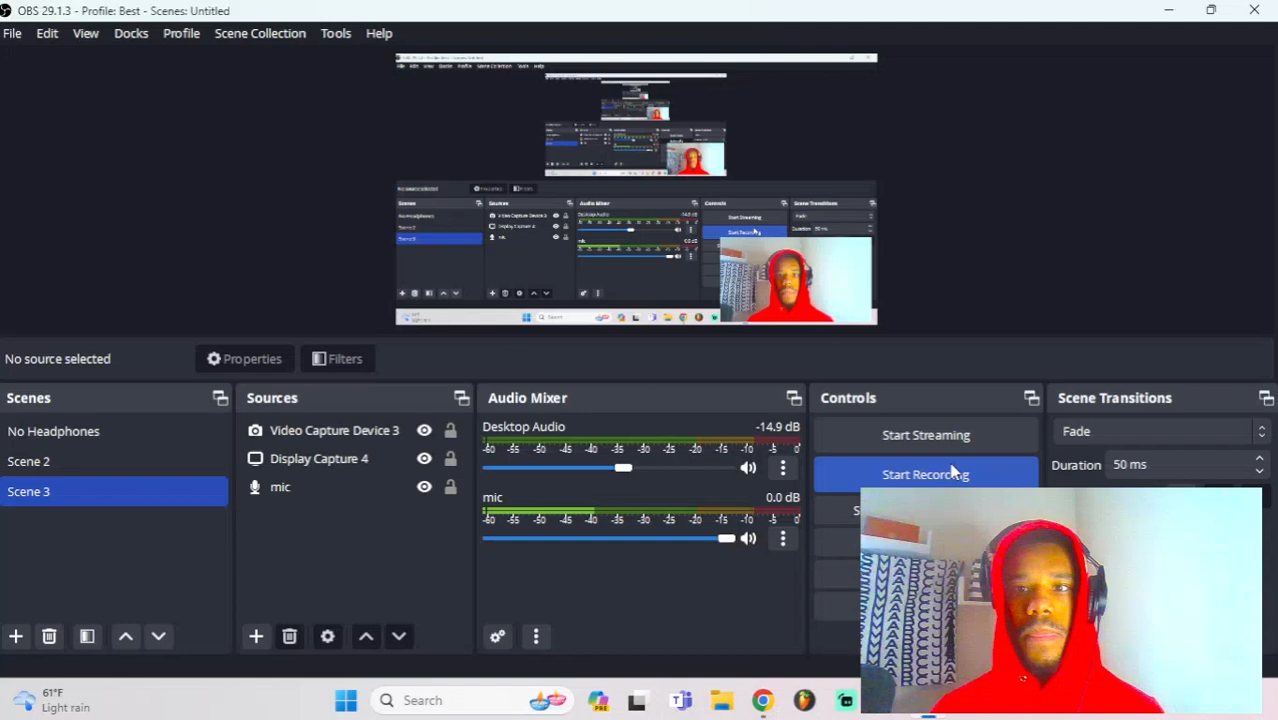 OBS 29.1.3 - Profile: Best - Scenes: Untitled
File Edit View Docks Profile Scene Collection Tools Help
No source selected
Properties
Filters
Scenes
No Headphones
Scene 2
Scene 3
Sources
Video Capture Device 3
Display Capture 4
mic
Audio Mixer
Desktop Audio -14.9 dB
-60 -55 -50 -45 -40 -35 -30 -25 -20 -15 -10 -5 0
mic 0.0 dB
-60 -55 -50 -45 -40 -35 -30 -25 -20 -15 -10 -5 0
Controls
Start Streaming
Start Recording
S
Scene Transitions
Fade
Duration 50 ms
61°F
Light rain
Search
PRE